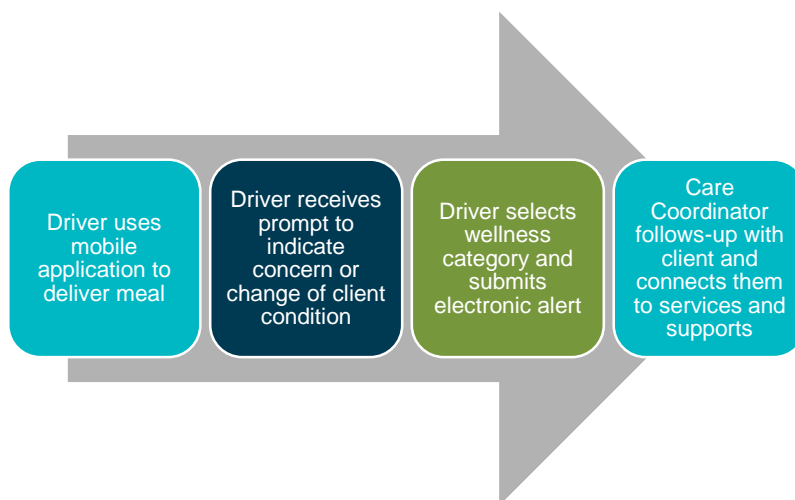 Driver uses
mobile
application to
deliver meal
Driver receives
prompt to
indicate
concern or
change of client
condition
Driver selects
wellness
category and
submits
electronic alert
Care
Coordinator
follows-up with
client and
connects them
to services and
supports